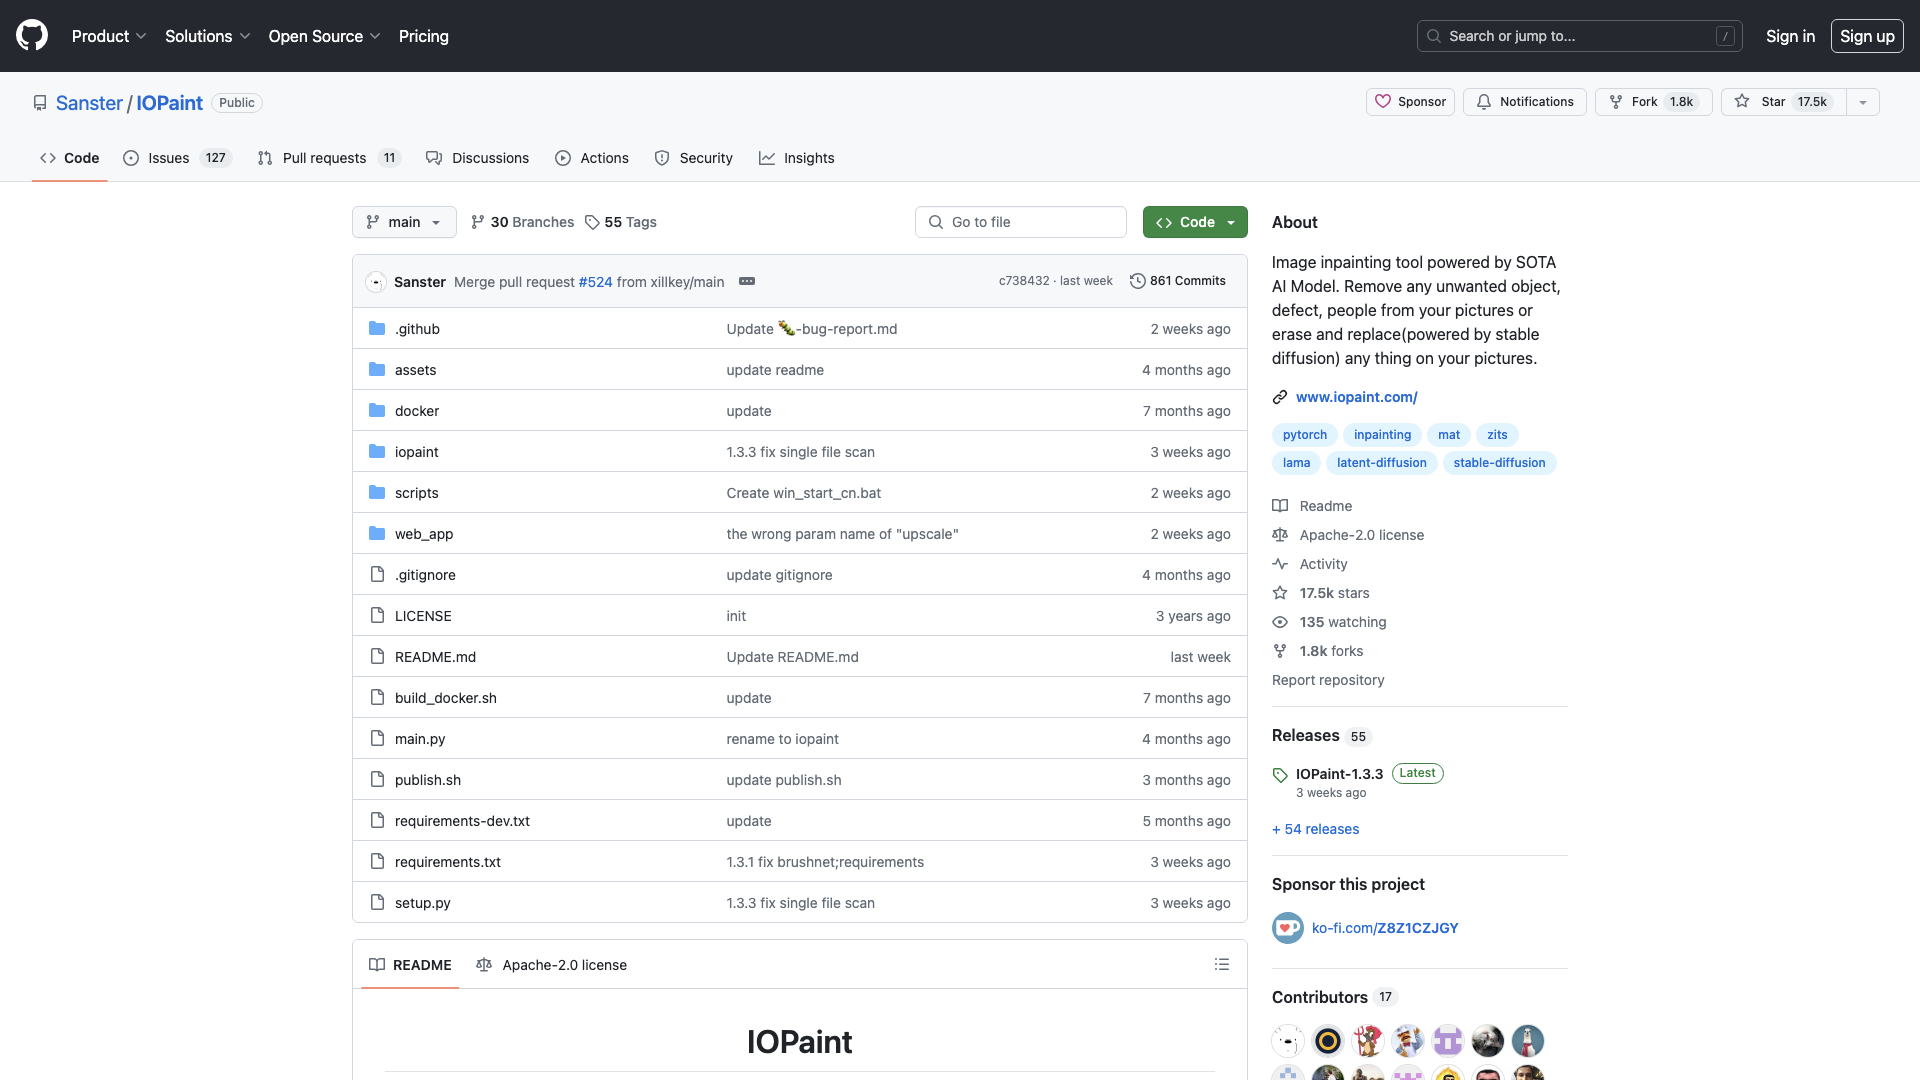 Product Solutions Open Source Pricing Search or jump to... / Sign in Sign up
Sanster / IOPaint Public Sponsor Notifications Fork 1.8k Star 17.5k
Code Issues 127 Pull requests 11 Discussions Actions Security Insights
main 30 Branches 55 Tags Go to file Code
Sanster Merge pull request #524 from xillkey/main c738432 · last week 861 Commits
.github Update -bug-report.md 2 weeks ago
assets update readme 4 months ago
docker update 7 months ago
iopaint 1.3.3 fix single file scan 3 weeks ago
scripts Create win_start_cn.bat 2 weeks ago
web_app the wrong param name of "upscale" 2 weeks ago
.gitignore update gitignore 4 months ago
LICENSE init 3 years ago
README.md Update README.md last week
build_docker.sh update 7 months ago
main.py rename to iopaint 4 months ago
publish.sh update publish.sh 3 months ago
requirements-dev.txt update 5 months ago
requirements.txt 1.3.1 fix brushnet;requirements 3 weeks ago
setup.py 1.3.3 fix single file scan 3 weeks ago
README Apache-2.0 license
IOPaint
About
Image inpainting tool powered by SOTA
AI Model. Remove any unwanted object,
defect, people from your pictures or
erase and replace(powered by stable
diffusion) any thing on your pictures.
www.iopaint.com/
pytorch inpainting mat zits
lama latent-diffusion stable-diffusion
Readme
Apache-2.0 license
Activity
17.5k stars
135 watching
1.8k forks
Report repository
Releases 55
IOPaint-1.3.3 Latest
3 weeks ago
+ 54 releases
Sponsor this project
ko-fi.com/Z8Z1CZJGY
Contributors 17